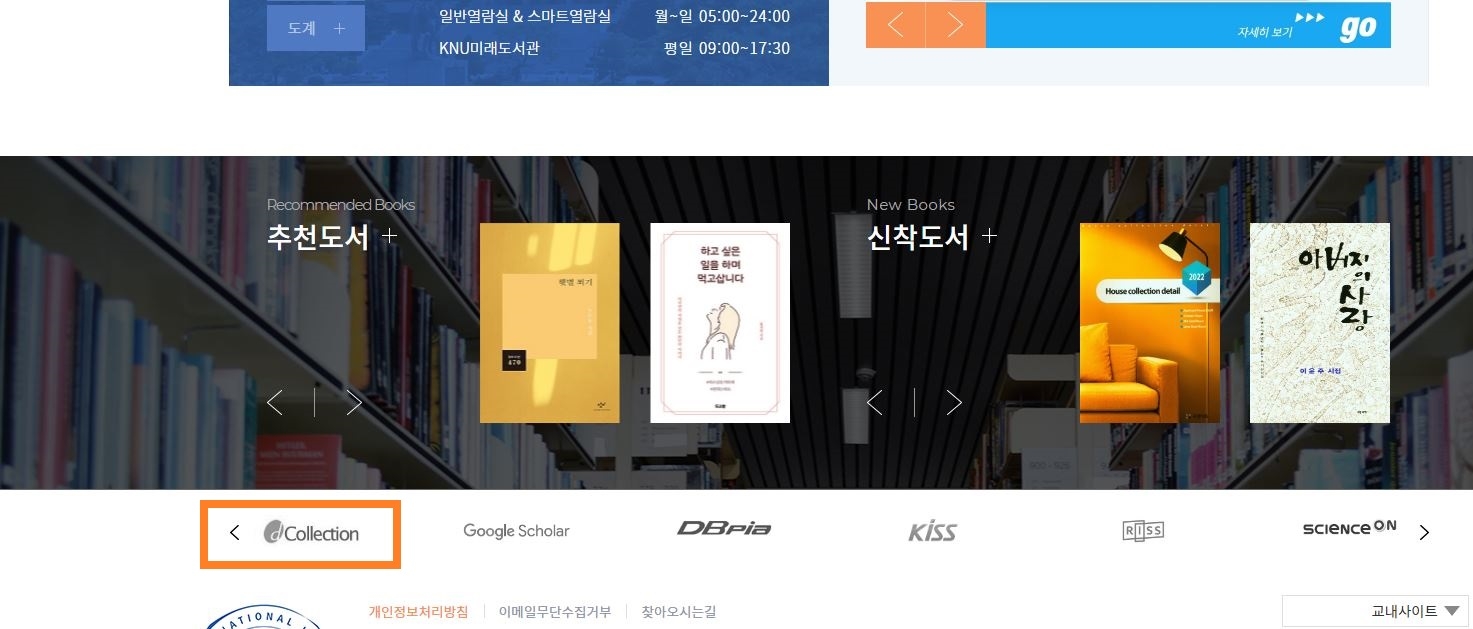 도계 +
일반열람실 & 스마트열람실 월~일 05:00~24:00
KNU미래도서관 평일 09:00~17:30
자세히 보기 go
Recommended Books
추천도서 +
햇볕 쬐기
470
하고 싶은
일을 하며
먹고삽니다
New Books
신착도서 +
2022
House collection detail
아버지의
사랑
이운주 시집
900 - 925
dCollection
Google Scholar
DBpia
KISS
RISS
SCIENCE ON
개인정보처리방침
이메일무단수집거부
찾아오시는길
교내사이트